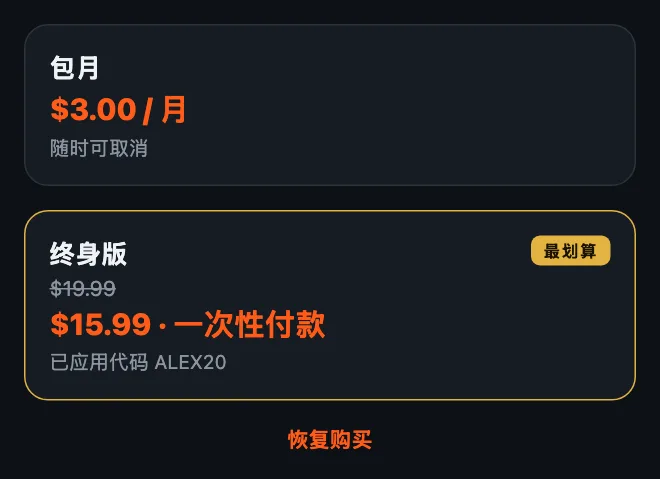 包月
$3.00 / 月
随时可取消
终身版
最划算
$19.99
$15.99 · 一次性付款
已应用代码 ALEX20
恢复购买